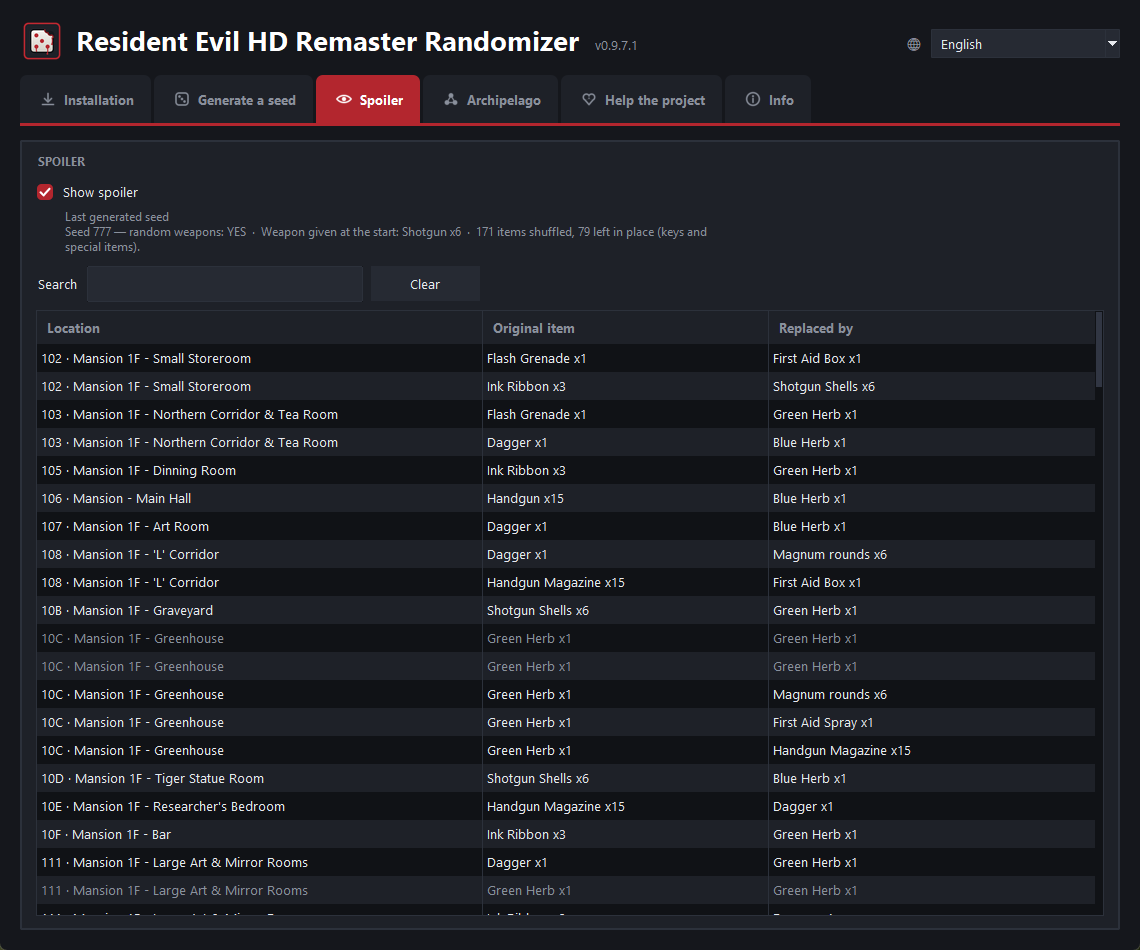 Resident Evil HD Remaster Randomizer v0.9.7.1
English
Installation Generate a seed Spoiler Archipelago Help the project Info
SPOILER
Show spoiler
Last generated seed
Seed 777 — random weapons: YES · Weapon given at the start: Shotgun x6 · 171 items shuffled, 79 left in place (keys and
special items).
Search Clear
Location Original item Replaced by
102 · Mansion 1F - Small Storeroom Flash Grenade x1 First Aid Box x1
102 · Mansion 1F - Small Storeroom Ink Ribbon x3 Shotgun Shells x6
103 · Mansion 1F - Northern Corridor & Tea Room Flash Grenade x1 Green Herb x1
103 · Mansion 1F - Northern Corridor & Tea Room Dagger x1 Blue Herb x1
105 · Mansion 1F - Dinning Room Ink Ribbon x3 Green Herb x1
106 · Mansion - Main Hall Handgun x15 Blue Herb x1
107 · Mansion 1F - Art Room Dagger x1 Blue Herb x1
108 · Mansion 1F - 'L' Corridor Dagger x1 Magnum rounds x6
108 · Mansion 1F - 'L' Corridor Handgun Magazine x15 First Aid Box x1
10B · Mansion 1F - Graveyard Shotgun Shells x6 Green Herb x1
10C · Mansion 1F - Greenhouse Green Herb x1 Green Herb x1
10C · Mansion 1F - Greenhouse Green Herb x1 Green Herb x1
10C · Mansion 1F - Greenhouse Green Herb x1 Magnum rounds x6
10C · Mansion 1F - Greenhouse Green Herb x1 First Aid Spray x1
10C · Mansion 1F - Greenhouse Green Herb x1 Handgun Magazine x15
10D · Mansion 1F - Tiger Statue Room Shotgun Shells x6 Blue Herb x1
10E · Mansion 1F - Researcher's Bedroom Handgun Magazine x15 Dagger x1
10F · Mansion 1F - Bar Ink Ribbon x3 Green Herb x1
111 · Mansion 1F - Large Art & Mirror Rooms Dagger x1 Green Herb x1
111 · Mansion 1F - Large Art & Mirror Rooms Green Herb x1 Green Herb x1